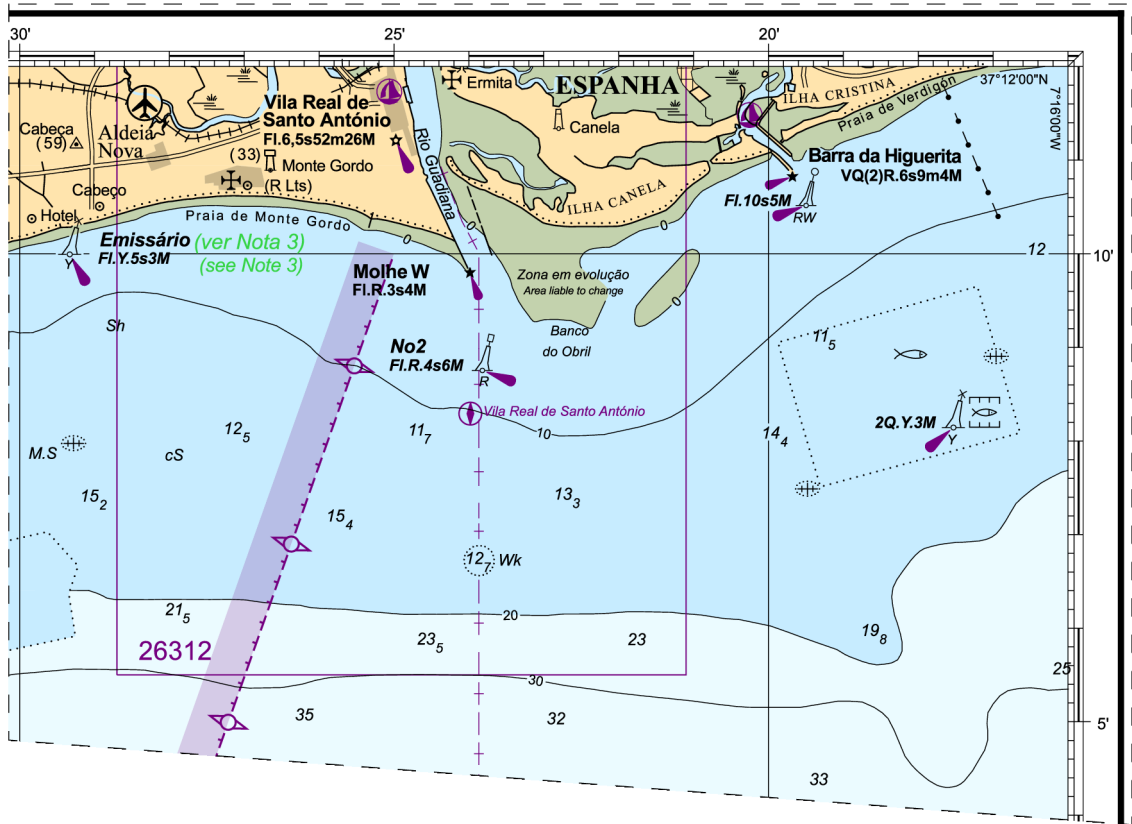 30'
25'
20'
37°12'00"N
7°16'00"W
Ermita
ESPANHA
ILHA CRISTINA
Praia de Verdigón
Vila Real de
Santo António
Fl.6,5s52m26M
Canela
Cabeça
(59)
Aldeia
Nova
(33)
Monte Gordo
(R Lts)
Rio Guadiana
Barra da Higuerita
VQ(2)R.6s9m4M
Cabeço
Hotel
ILHA CANELA
0
Fl.10s5M
RW
Praia de Monte Gordo
0
0
Emissário (ver Nota 3)
Fl.Y.5s3M (see Note 3)
Y
12
10'
Molhe W
Fl.R.3s4M
Zona em evolução
Area liable to change
0
Sh
Banco
do Obril
11₅
No2
Fl.R.4s6M
R
Vila Real de Santo António
10
2Q.Y.3M
Y
12₅
11₇
14₄
M.S
cS
15₂
13₃
15₄
12₇ Wk
21₅
20
23₅
23
19₈
26312
30
25
35
32
5'
33